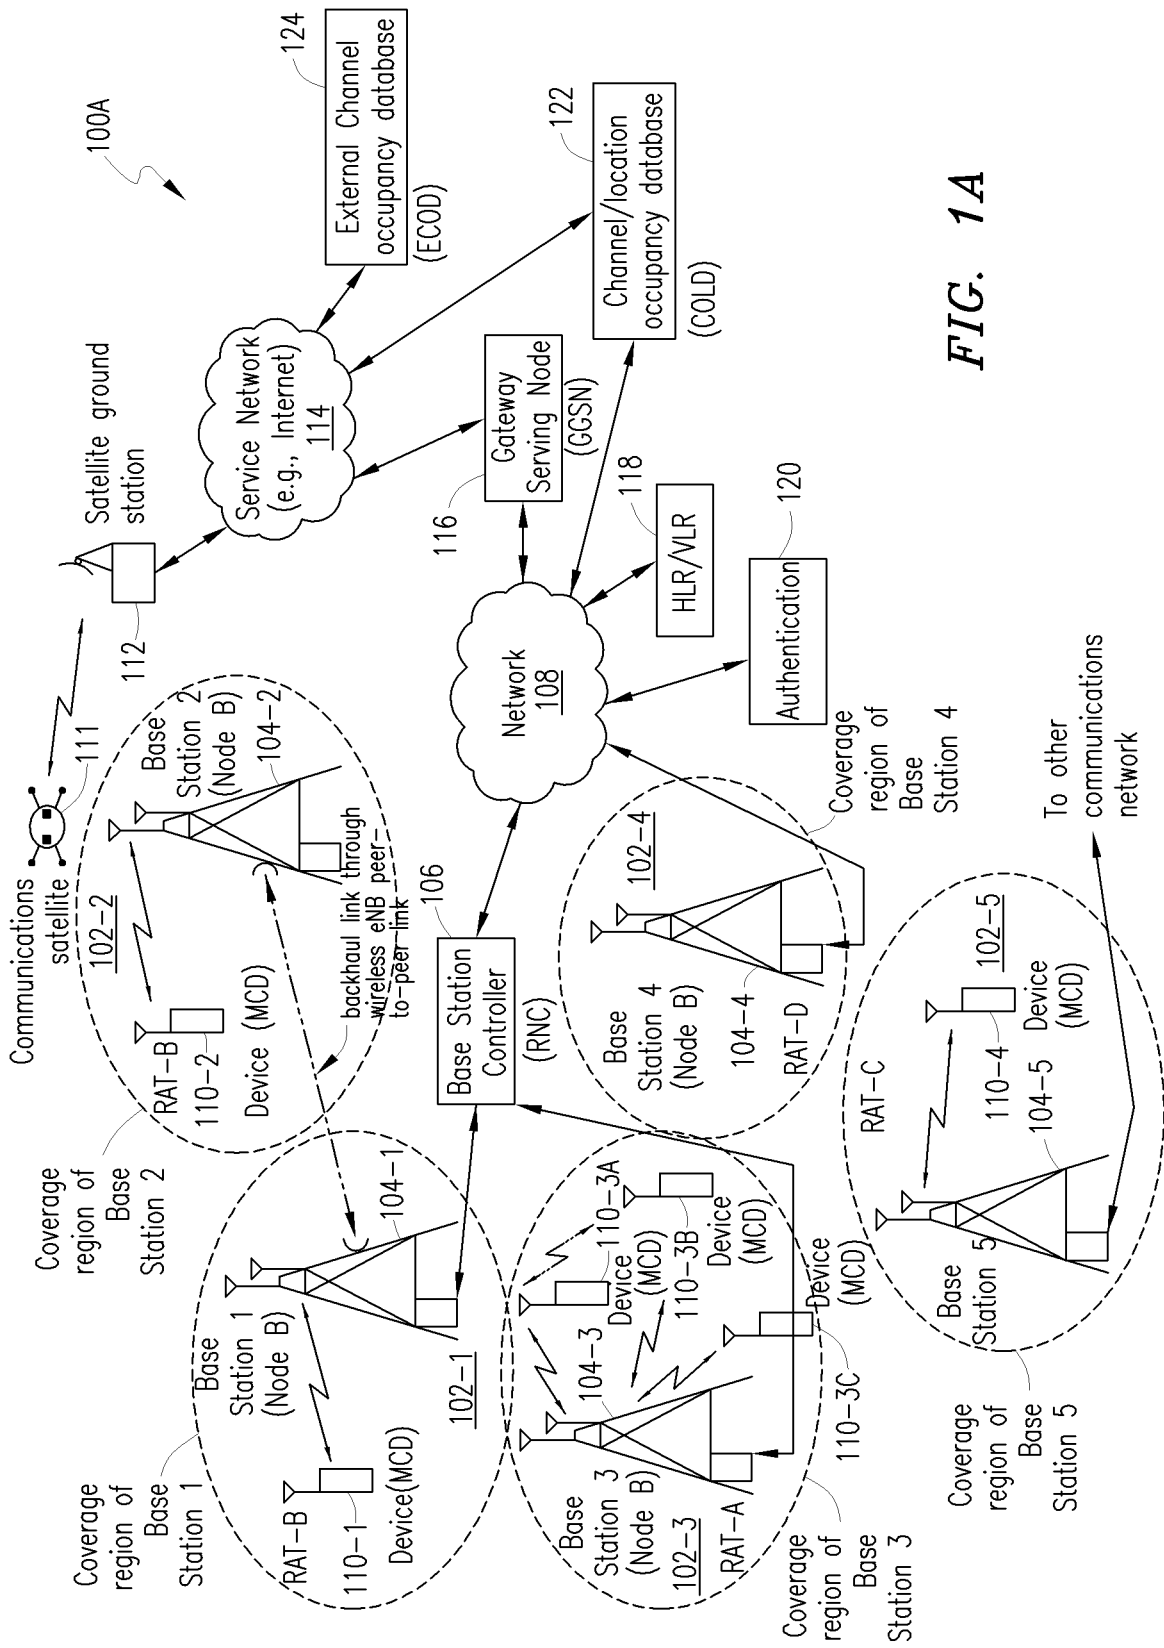 100A
124
External Channel
occupancy database
(ECOD)
122
Channel/location
occupancy database
(COLD)
Satellite ground
station
112
Service Network
(e.g., Internet)
114
Gateway
Serving Node
(GGSN)
116
118
HLR/VLR
120
Authentication
Network
108
Communications
satellite
111
102-2
Base
Station 2
(Node B)
104-2
RAT-B
110-2
Device (MCD)
backhaul link through
wireless eNB peer-
to-peer link
Coverage
region of
Base
Station 2
106
Base Station
Controller
(RNC)
Coverage
region of
Base
Station 1
Base
Station 1
(Node B)
104-1
102-1
RAT-B
110-1
Device(MCD)
102-4
Base
Station 4
(Node B)
104-4
RAT-D
Coverage
region of
Base
Station 4
110-3A
Device
(MCD)
110-3B
Device
(MCD)
Device
(MCD)
110-3C
104-3
Base
Station 3
(Node B)
102-3
RAT-A
Coverage
region of
Base
Station 3
RAT-C
102-5
Device
(MCD)
110-4
104-5
Base
Station 5
Coverage
region of
Base
Station 5
To other
communications
network
FIG. 1A